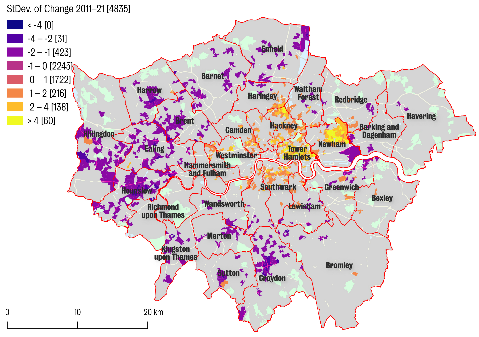 StDev. of Change 2011–21 [4835]
< -4 [0]
-4 – -2 [31]
-2 – -1 [423]
-1 – 0 [2245]
0 – 1 [1722]
1 – 2 [216]
2 – 4 [138]
> 4 [60]
Enfield
Barnet
Haringey
Waltham
Forest
Redbridge
Harrow
Havering
Brent
Camden
Hackney
Barking and
Dagenham
Hillingdon
Ealing
Westminster
Tower
Hamlets
Newham
Hammersmith
and Fulham
Southwark
Greenwich
Hounslow
Bexley
Richmond
upon Thames
Wandsworth
Lewisham
Merton
Kingston
upon Thames
Bromley
Sutton
Croydon
0 10 20 km